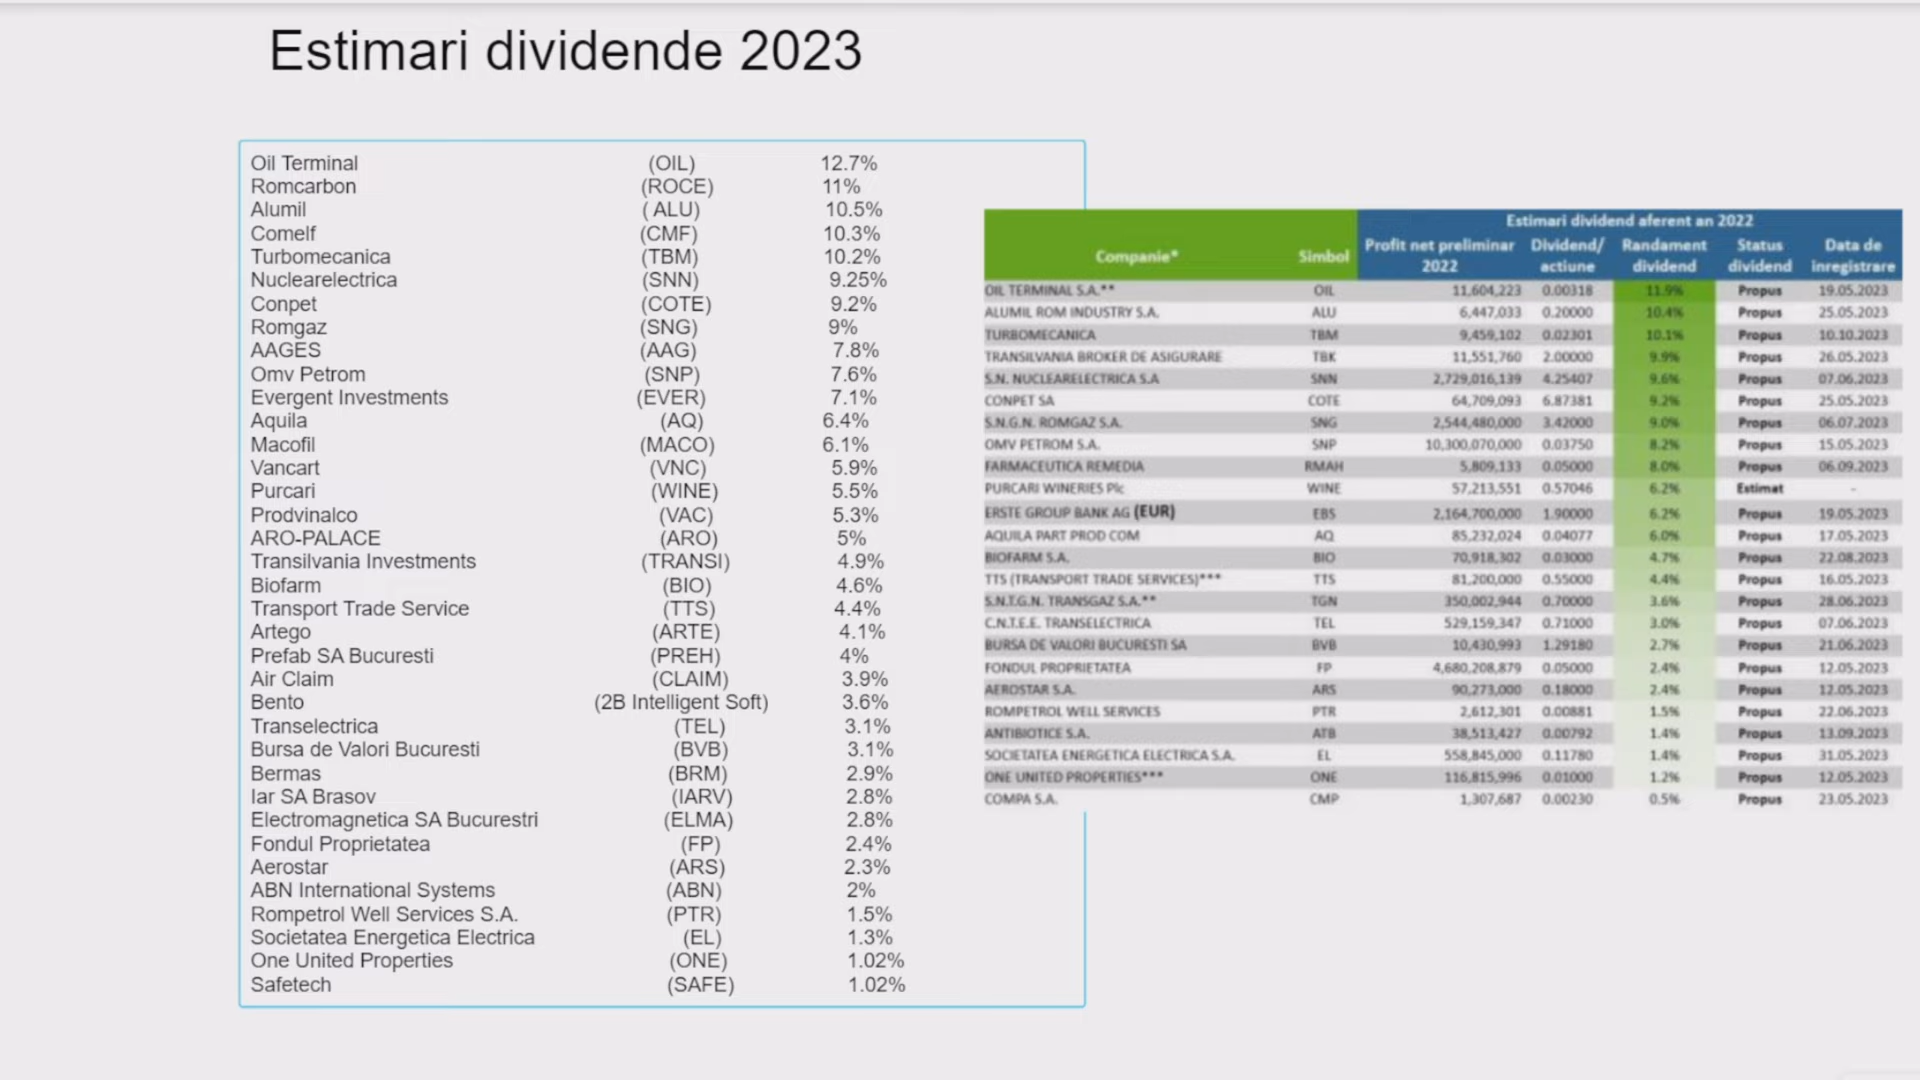 Estimari dividende 2023
Oil Terminal (OIL) 12.7%
Romcarbon (ROCE) 11%
Alumil ( ALU) 10.5%
Comelf (CMF) 10.3%
Turbomecanica (TBM) 10.2%
Nuclearelectrica (SNN) 9.25%
Conpet (COTE) 9.2%
Romgaz (SNG) 9%
AAGES (AAG) 7.8%
Omv Petrom (SNP) 7.6%
Evergent Investments (EVER) 7.1%
Aquila (AQ) 6.4%
Macofil (MACO) 6.1%
Vancart (VNC) 5.9%
Purcari (WINE) 5.5%
Prodvinalco (VAC) 5.3%
ARO-PALACE (ARO) 5%
Transilvania Investments (TRANSI) 4.9%
Biofarm (BIO) 4.6%
Transport Trade Service (TTS) 4.4%
Artego (ARTE) 4.1%
Prefab SA Bucuresti (PREH) 4%
Air Claim (CLAIM) 3.9%
Bento (2B Intelligent Soft) 3.6%
Transelectrica (TEL) 3.1%
Bursa de Valori Bucuresti (BVB) 3.1%
Bermas (BRM) 2.9%
Iar SA Brasov (IARV) 2.8%
Electromagnetica SA Bucurestri (ELMA) 2.8%
Fondul Proprietatea (FP) 2.4%
Aerostar (ARS) 2.3%
ABN International Systems (ABN) 2%
Rompetrol Well Services S.A. (PTR) 1.5%
Societatea Energetica Electrica (EL) 1.3%
One United Properties (ONE) 1.02%
Safetech (SAFE) 1.02%
Estimari dividend aferent an 2022
Companie* Simbol Profit net preliminar 2022 Dividend/ actiune Randament dividend Status dividend Data de inregistrare
OIL TERMINAL S.A.** OIL 11,604,223 0.00318 11.9% Propus 19.05.2023
ALUMIL ROM INDUSTRY S.A. ALU 6,447,033 0.20000 10.4% Propus 25.05.2023
TURBOMECANICA TBM 9,459,102 0.02301 10.1% Propus 10.10.2023
TRANSILVANIA BROKER DE ASIGURARE TBK 11,551,760 2.00000 9.9% Propus 26.05.2023
S.N. NUCLEARELECTRICA S.A SNN 2,729,016,139 4.25407 9.6% Propus 07.06.2023
CONPET SA COTE 64,709,093 6.87381 9.2% Propus 25.05.2023
S.N.G.N. ROMGAZ S.A. SNG 2,544,480,000 3.42000 9.0% Propus 06.07.2023
OMV PETROM S.A. SNP 10,300,070,000 0.03750 8.2% Propus 15.05.2023
FARMACEUTICA REMEDIA RMAH 5,809,133 0.05000 8.0% Propus 06.09.2023
PURCARI WINERIES Plc WINE 57,213,551 0.57046 6.2% Estimat -
ERSTE GROUP BANK AG (EUR) EBS 2,164,700,000 1.90000 6.2% Propus 19.05.2023
AQUILA PART PROD COM AQ 85,232,024 0.04077 6.0% Propus 17.05.2023
BIOFARM S.A. BIO 70,918,302 0.03000 4.7% Propus 22.08.2023
TTS (TRANSPORT TRADE SERVICES)*** TTS 81,200,000 0.55000 4.4% Propus 16.05.2023
S.N.T.G.N. TRANSGAZ S.A.** TGN 350,002,944 0.70000 3.6% Propus 28.06.2023
C.N.T.E.E. TRANSELECTRICA TEL 529,159,347 0.71000 3.0% Propus 07.06.2023
BURSA DE VALORI BUCURESTI SA BVB 10,430,993 1.29180 2.7% Propus 21.06.2023
FONDUL PROPRIETATEA FP 4,680,208,879 0.05000 2.4% Propus 12.05.2023
AEROSTAR S.A. ARS 90,273,000 0.18000 2.4% Propus 12.05.2023
ROMPETROL WELL SERVICES PTR 2,612,301 0.00881 1.5% Propus 22.06.2023
ANTIBIOTICE S.A. ATB 38,513,427 0.00792 1.4% Propus 13.09.2023
SOCIETATEA ENERGETICA ELECTRICA S.A. EL 558,845,000 0.11780 1.4% Propus 31.05.2023
ONE UNITED PROPERTIES*** ONE 116,815,996 0.01000 1.2% Propus 12.05.2023
COMPA S.A. CMP 1,307,687 0.00230 0.5% Propus 23.05.2023